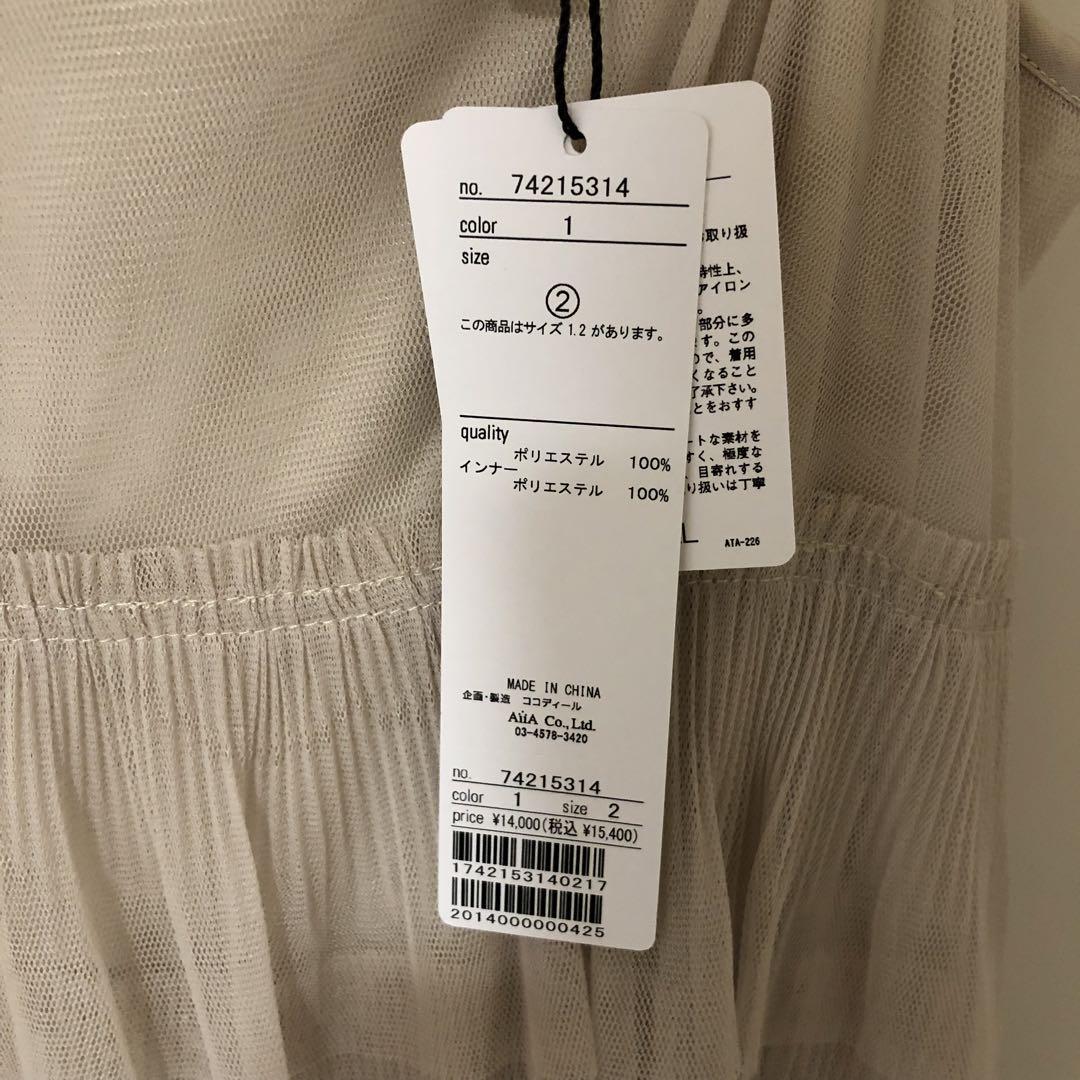 no. 74215314
color 1
size
②
この商品はサイズ 1.2 があります。
quality
ポリエステル 100%
インナー
ポリエステル 100%
MADE IN CHINA
企画・製造 ココディール
AiiA Co.,Ltd.
03-4578-3420
no. 74215314
color 1 size 2
price ¥14,000(税込 ¥15,400)
1742153140217
2014000000425
取り扱
特性上、
アイロン
。
部分に多
す。この
ので、着用
くなること
了承下さい。
とをおすす
ートな素材を
すく、極度な
目寄れする
り扱いは丁寧
L
ATA-226